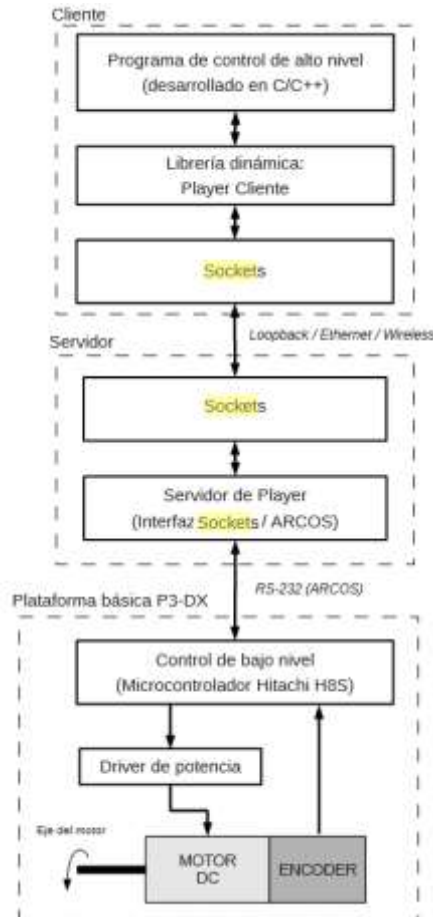 Cliente
Programa de control de alto nivel
(desarrollado en C/C++)
Librería dinámica:
Player Cliente
Sockets
Loopback / Ethernet / Wireless
Servidor
Sockets
Servidor de Player
(Interfaz Sockets / ARCOS)
RS-232 (ARCOS)
Plataforma básica P3-DX
Control de bajo nivel
(Microcontrolador Hitachi H8S)
Driver de potencia
Eje del motor
MOTOR
DC
ENCODER